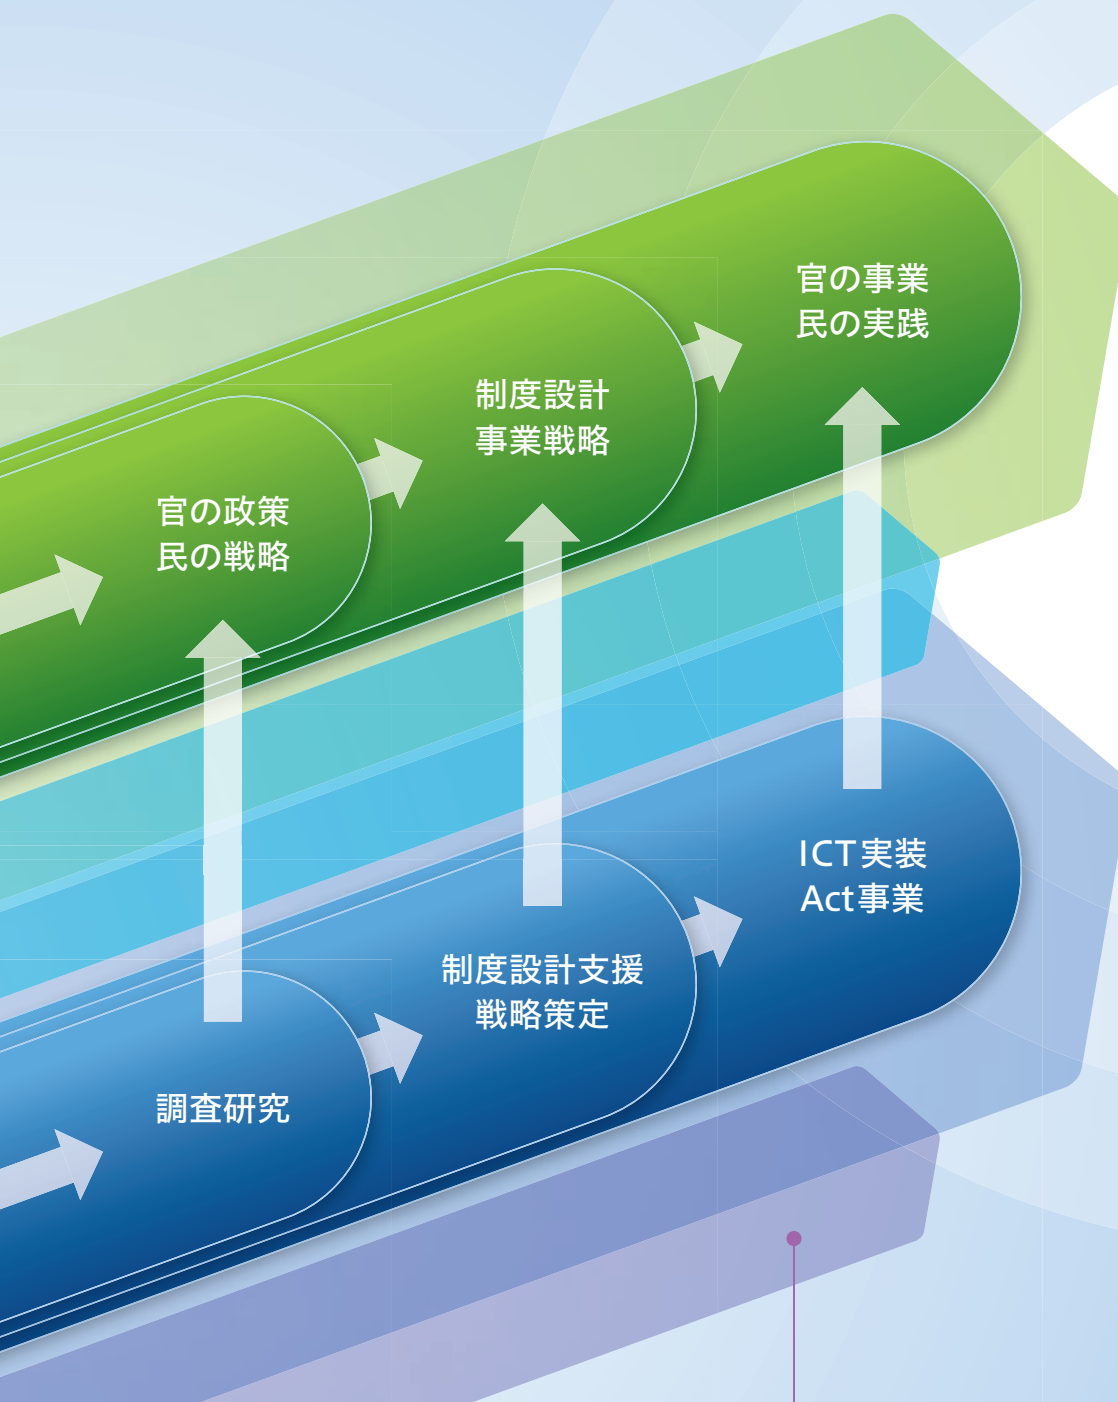 官の事業
民の実践
制度設計
事業戦略
官の政策
民の戦略
ICT実装
Act事業
制度設計支援
戦略策定
調査研究